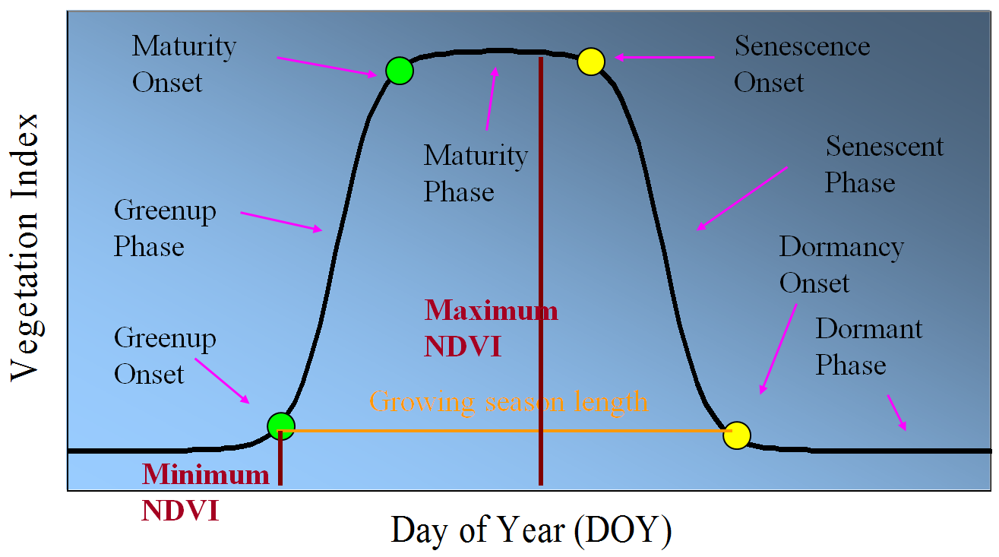 Maturity
Onset
Senescence
Onset
Maturity
Phase
Senescent
Phase
Greenup
Phase
Dormancy
Onset
Maximum
NDVI
Dormant
Phase
Greenup
Onset
Growing season length
Minimum
NDVI
Vegetation Index
Day of Year (DOY)